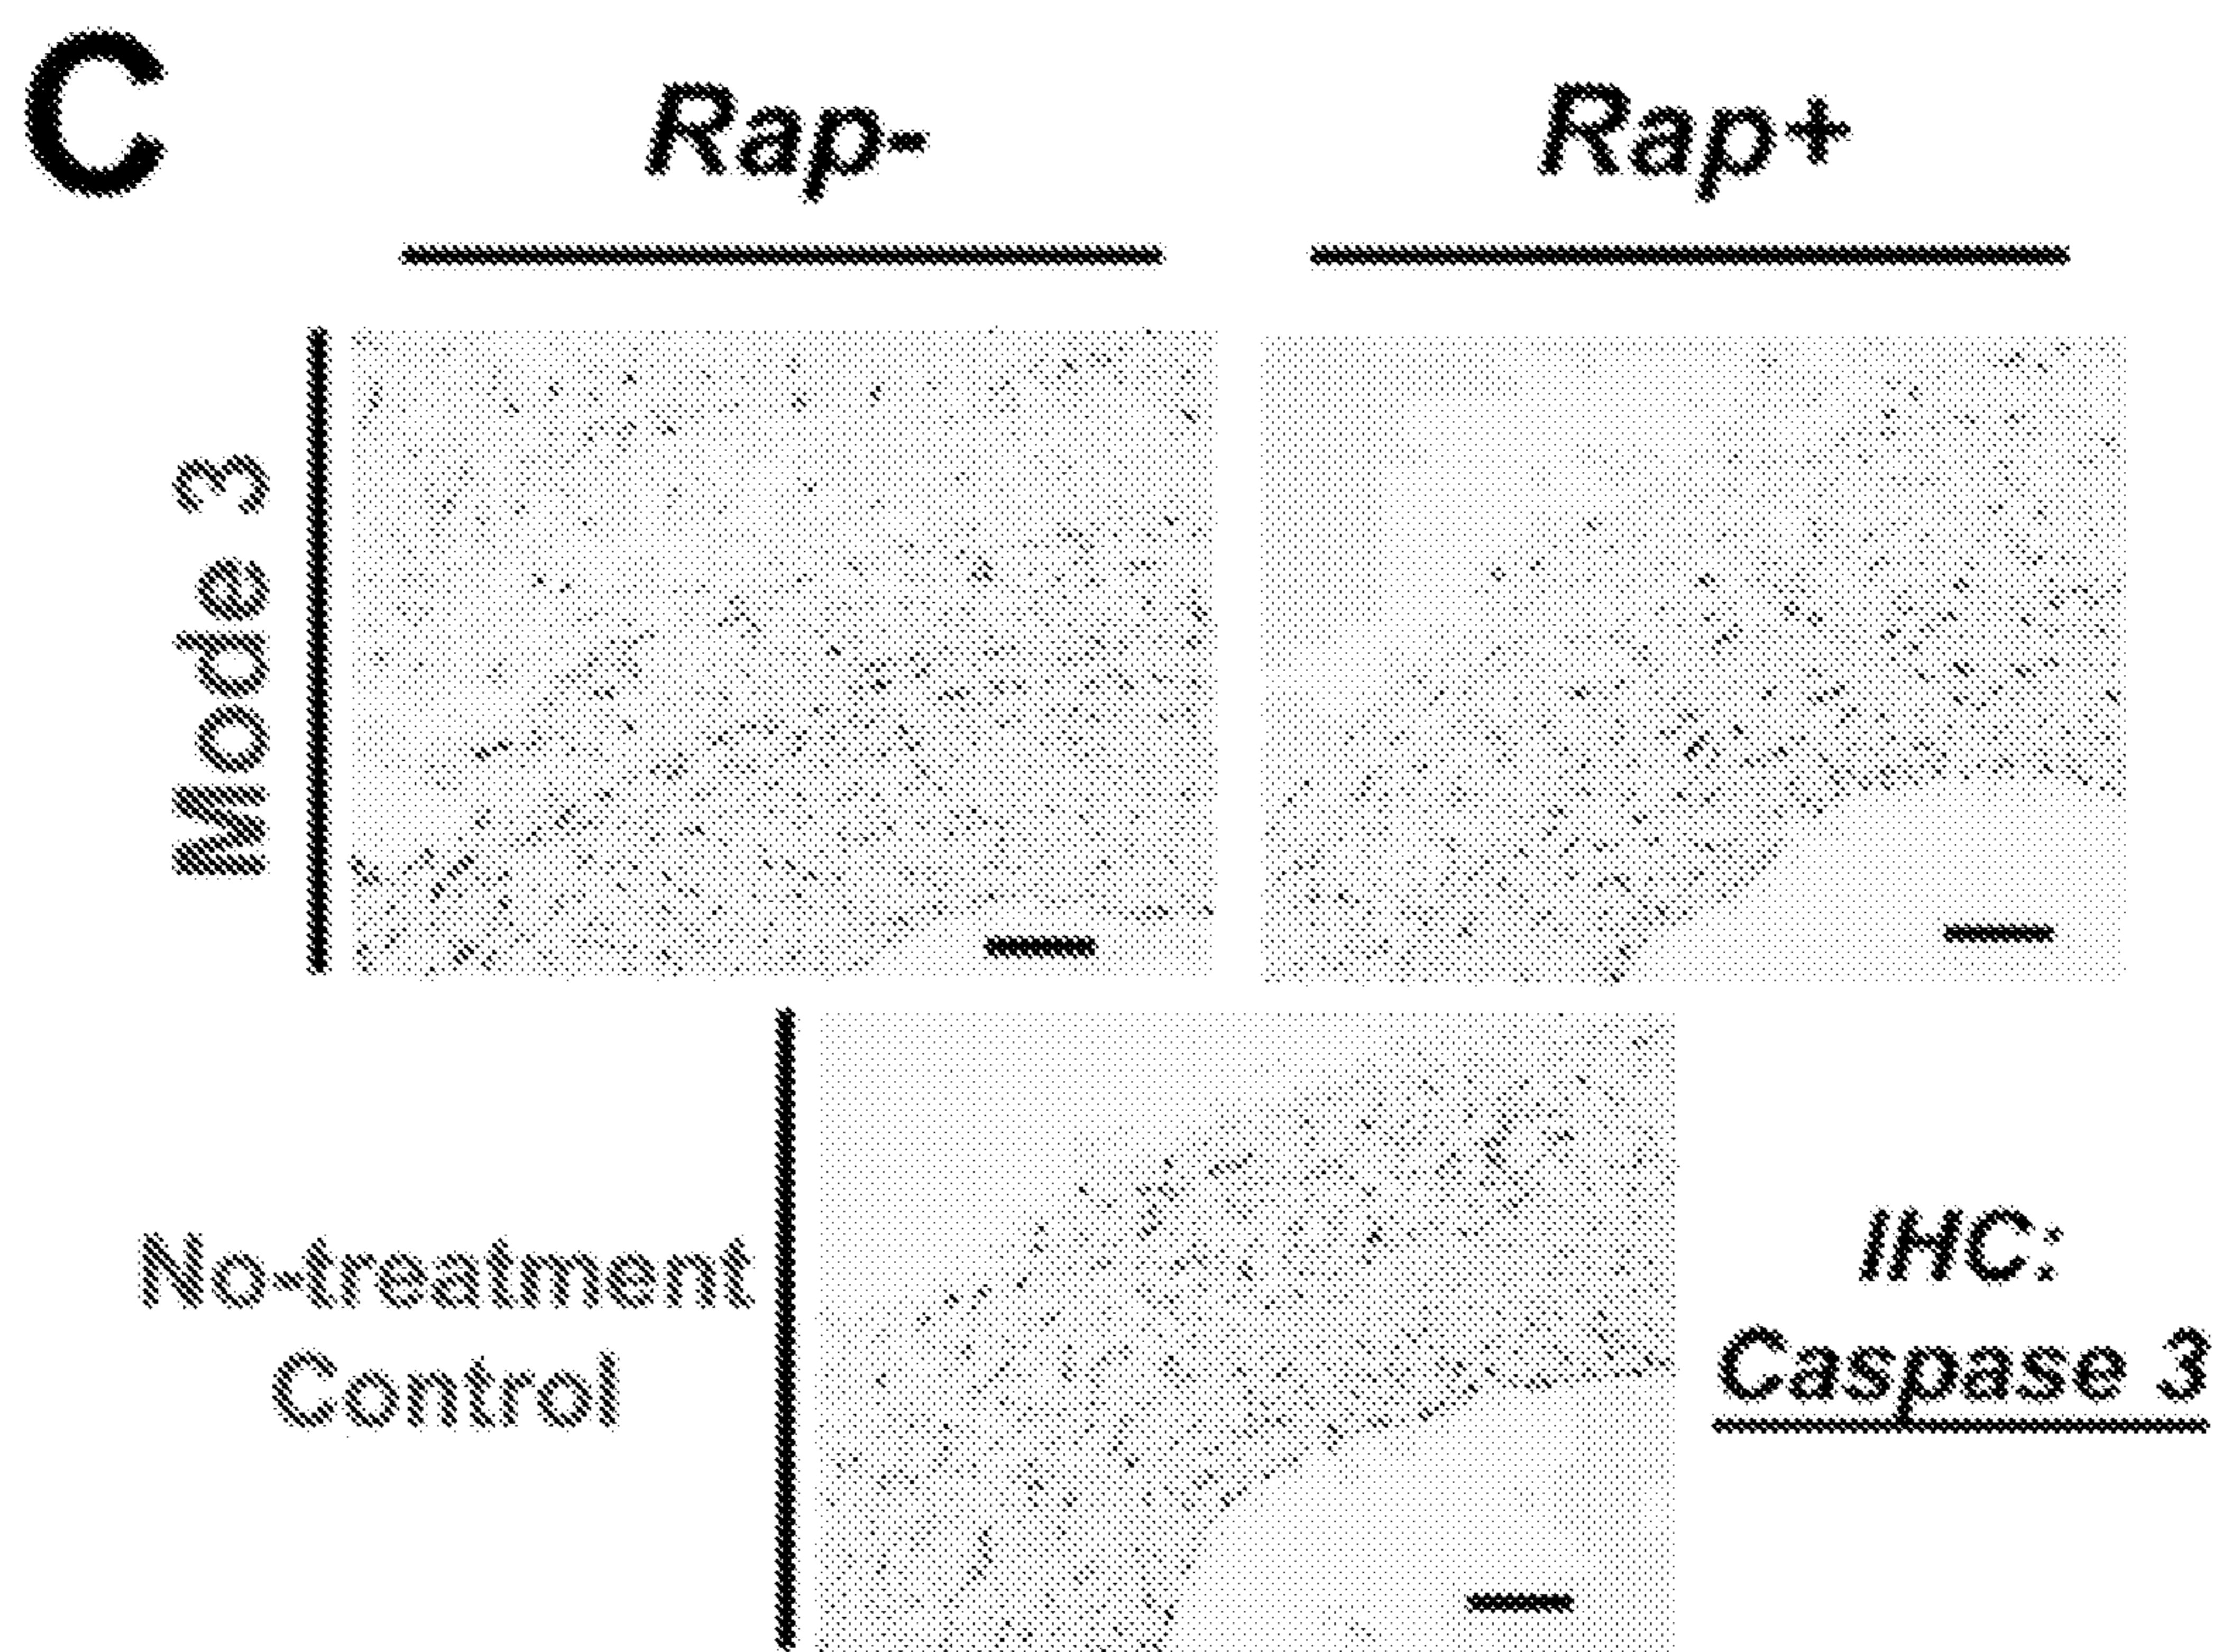 C
Rap- Rap+
Mode 3
No-treatment
Control
IHC:
Caspase 3